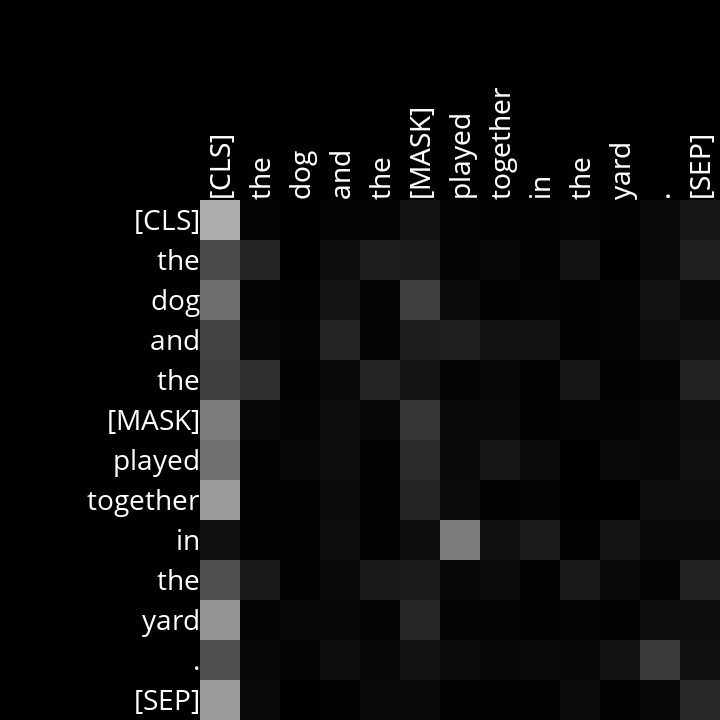 [CLS] the dog and the [MASK] played together in the yard . [SEP]
[CLS]
the
dog
and
the
[MASK]
played
together
in
the
yard
.
[SEP]